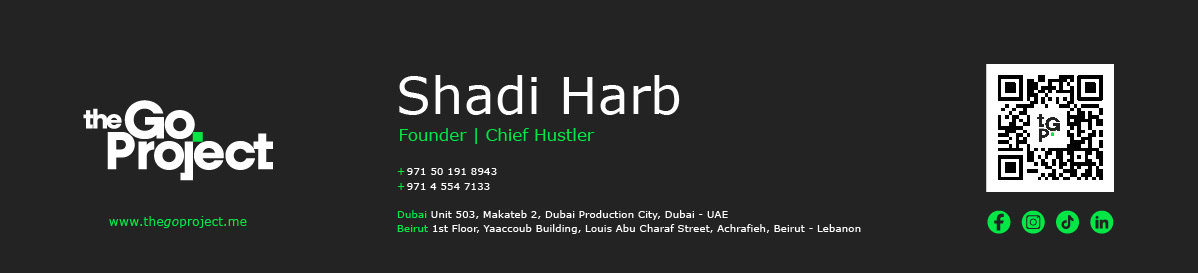 the Go
Project
www.thegoproject.me
Shadi Harb
Founder | Chief Hustler
+971 50 191 8943
+971 4 554 7133
Dubai Unit 503, Makateb 2, Dubai Production City, Dubai - UAE
Beirut 1st Floor, Yaaccoub Building, Louis Abu Charaf Street, Achrafieh, Beirut - Lebanon
tG
P.
f
in